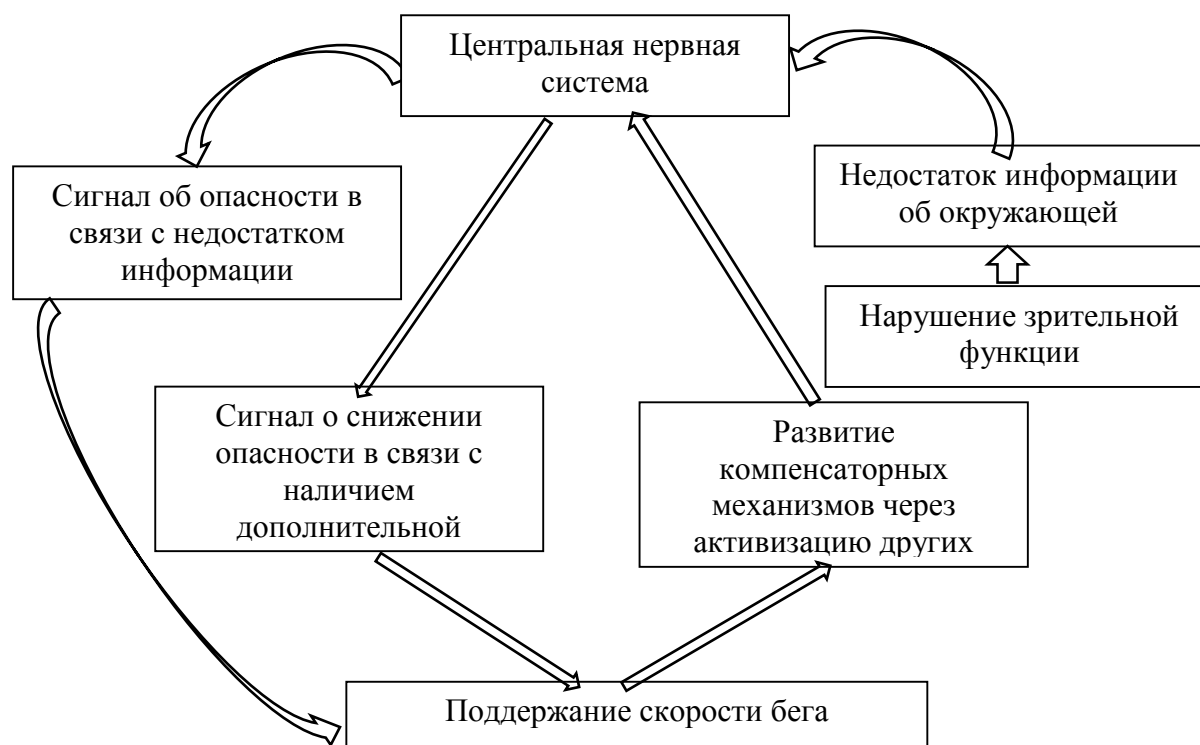 Центральная нервная
система
Сигнал об опасности в
связи с недостатком
информации
Недостаток информации
об окружающей
Нарушение зрительной
функции
Сигнал о снижении
опасности в связи с
наличием
дополнительной
Развитие
компенсаторных
механизмов через
активизацию других
Поддержание скорости бега